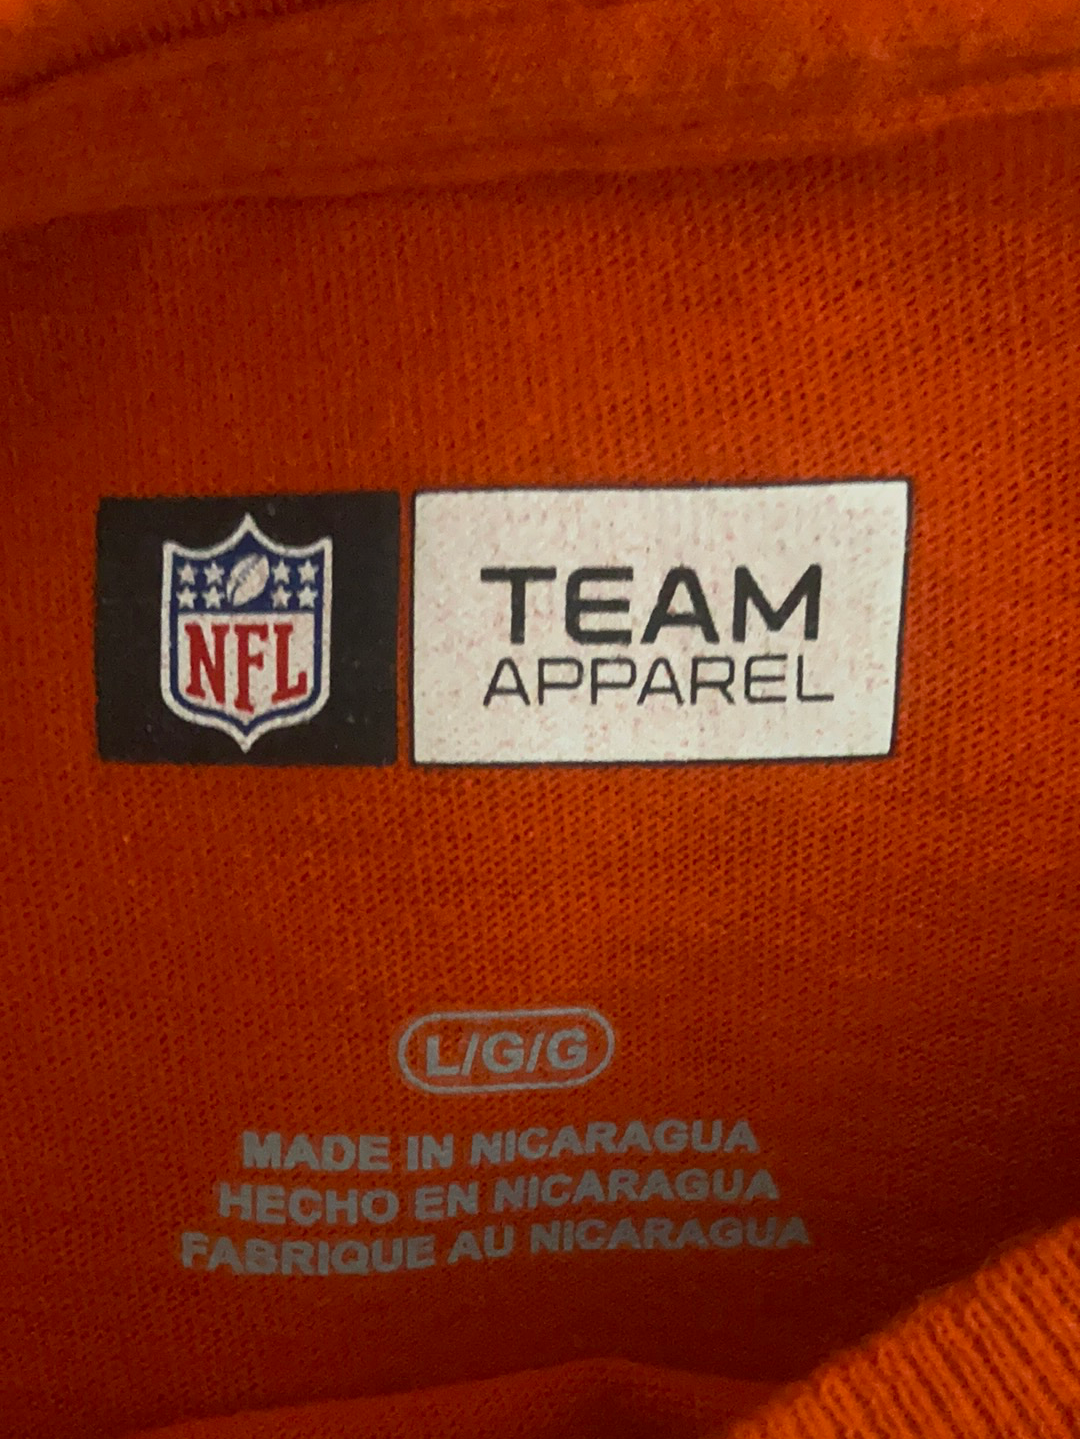 NFL
TEAM
APPAREL
L/G/G
MADE IN NICARAGUA
HECHO EN NICARAGUA
FABRIQUE AU NICARAGUA